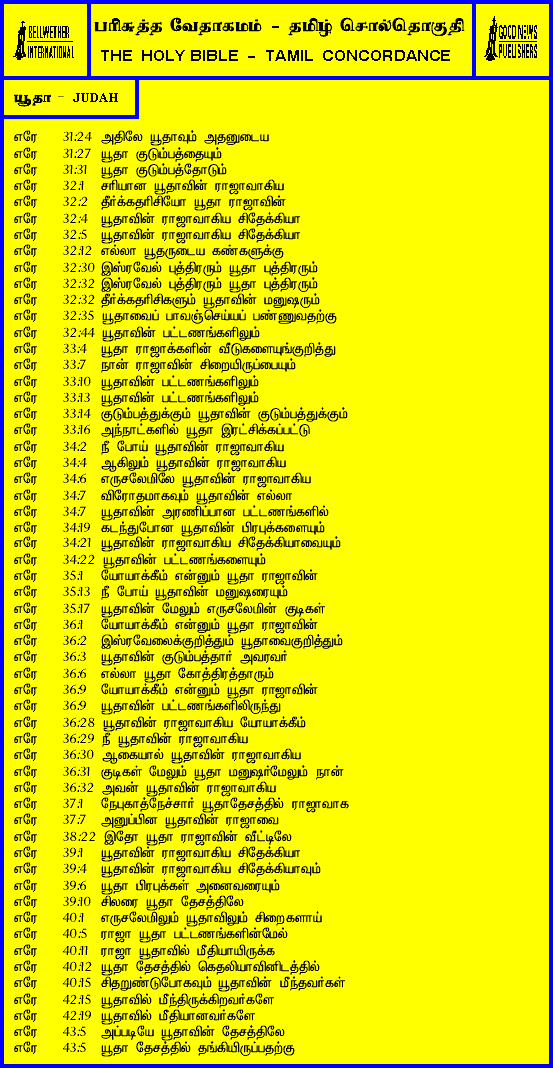 BELLWETHER
INTERNATIONAL
பரிசுத்த வேதாகமம் - தமிழ் சொல்தொகுதி
THE HOLY BIBLE - TAMIL CONCORDANCE
GOOD NEWS
PUBLISHERS
யூதா - JUDAH
எரே 31:24 அதிலே யூதாவும் அதனுடைய
எரே 31:27 யூதா குடும்பத்தையும்
எரே 31:31 யூதா குடும்பத்தோடும்
எரே 32:1 சரியான யூதாவின் ராஜாவாகிய
எரே 32:2 தீர்க்கதரிசியோ யூதா ராஜாவின்
எரே 32:4 யூதாவின் ராஜாவாகிய சிதேக்கியா
எரே 32:5 யூதாவின் ராஜாவாகிய சிதேக்கியா
எரே 32:12 எல்லா யூதருடைய கண்களுக்கு
எரே 32:30 இஸ்ரவேல் புத்திரரும் யூதா புத்திரரும்
எரே 32:32 இஸ்ரவேல் புத்திரரும் யூதா புத்திரரும்
எரே 32:32 தீர்க்கதரிசிகளும் யூதாவின் மனுஷரும்
எரே 32:35 யூதாவைப் பாவஞ்செய்யப் பண்ணுவதற்கு
எரே 32:44 யூதாவின் பட்டணங்களிலும்
எரே 33:4 யூதா ராஜாக்களின் வீடுகளையுங்குறித்து
எரே 33:7 நான் ராஜாவின் சிறையிருப்பையும்
எரே 33:10 யூதாவின் பட்டணங்களிலும்
எரே 33:13 யூதாவின் பட்டணங்களிலும்
எரே 33:14 குடும்பத்துக்கும் யூதாவின் குடும்பத்துக்கும்
எரே 33:16 அந்நாட்களில் யூதா இரட்சிக்கப்பட்டு
எரே 34:2 நீ போய் யூதாவின் ராஜாவாகிய
எரே 34:4 ஆகிலும் யூதாவின் ராஜாவாகிய
எரே 34:6 எருசலேமிலே யூதாவின் ராஜாவாகிய
எரே 34:7 விரோதமாகவும் யூதாவின் எல்லா
எரே 34:7 யூதாவின் அரணிப்பான பட்டணங்களில்
எரே 34:19 கடந்துபோன யூதாவின் பிரபுக்களையும்
எரே 34:21 யூதாவின் ராஜாவாகிய சிதேக்கியாவையும்
எரே 34:22 யூதாவின் பட்டணங்களையும்
எரே 35:1 யோயாக்கீம் என்னும் யூதா ராஜாவின்
எரே 35:13 நீ போய் யூதாவின் மனுஷரையும்
எரே 35:17 யூதாவின் மேலும் எருசலேமின் குடிகள்
எரே 36:1 யோயாக்கீம் என்னும் யூதா ராஜாவின்
எரே 36:2 இஸ்ரவேலைக்குறித்தும் யூதாவைகுறித்தும்
எரே 36:3 யூதாவின் குடும்பத்தார் அவரவர்
எரே 36:6 எல்லா யூதா கோத்திரத்தாரும்
எரே 36:9 யோயாக்கீம் என்னும் யூதா ராஜாவின்
எரே 36:9 யூதாவின் பட்டணங்களிலிருந்து
எரே 36:28 யூதாவின் ராஜாவாகிய யோயாக்கீம்
எரே 36:29 நீ யூதாவின் ராஜாவாகிய
எரே 36:30 ஆகையால் யூதாவின் ராஜாவாகிய
எரே 36:31 குடிகள் மேலும் யூதா மனுஷர்மேலும் நான்
எரே 36:32 அவன் யூதாவின் ராஜாவாகிய
எரே 37:1 நேபுகாத்நேச்சார் யூதாதேசத்தில் ராஜாவாக
எரே 37:7 அனுப்பின யூதாவின் ராஜாவை
எரே 38:22 இதோ யூதா ராஜாவின் வீட்டிலே
எரே 39:1 யூதாவின் ராஜாவாகிய சிதேக்கியா
எரே 39:4 யூதாவின் ராஜாவாகிய சிதேக்கியாவும்
எரே 39:6 யூதா பிரபுக்கள் அனைவரையும்
எரே 39:10 சிலரை யூதா தேசத்திலே
எரே 40:1 எருசலேமிலும் யூதாவிலும் சிறைகளாய்
எரே 40:5 ராஜா யூதா பட்டணங்களின்மேல்
எரே 40:11 ராஜா யூதாவில் மீதியாயிருக்க
எரே 40:12 யூதா தேசத்தில் கெதலியாவினிடத்தில்
எரே 40:15 சிதறுண்டுபோகவும் யூதாவின் மீந்தவர்கள்
எரே 42:15 யூதாவில் மீந்திருக்கிறவர்களே
எரே 42:19 யூதாவில் மீதியானவர்களே
எரே 43:5 அப்படியே யூதாவின் தேசத்திலே
எரே 43:5 யூதா தேசத்தில் தங்கியிருப்பதற்கு